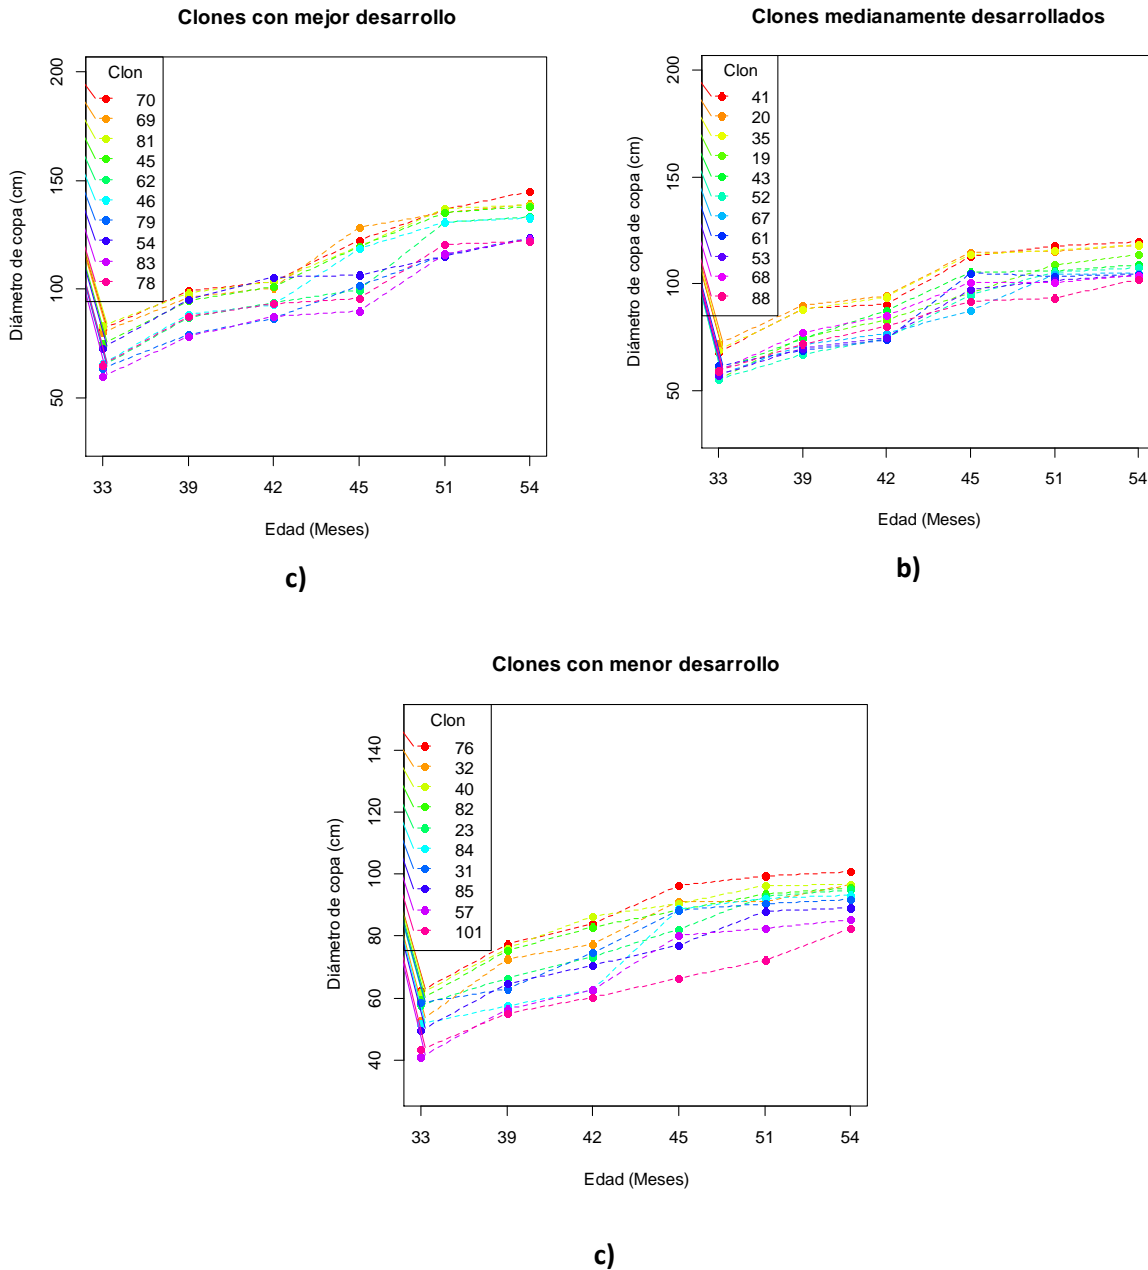 Clones con mejor desarrollo
Diámetro de copa (cm)
200
150
100
50
Clon
70
69
81
45
62
46
79
54
83
78
33 39 42 45 51 54
Edad (Meses)
c)
Clones medianamente desarrollados
Diámetro de copa de copa (cm)
200
150
100
50
Clon
41
20
35
19
43
52
67
61
53
68
88
33 39 42 45 51 54
Edad (Meses)
b)
Clones con menor desarrollo
Diámetro de copa (cm)
140
120
100
80
60
40
Clon
76
32
40
82
23
84
31
85
57
101
33 39 42 45 51 54
Edad (Meses)
c)